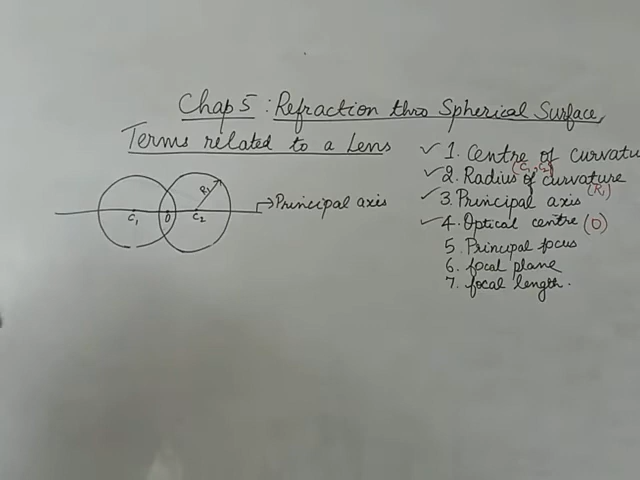 Chap 5 : Refraction thro Spherical Surface,
Terms related to a Lens
✓ 1. Centre of curvatu
(C₁, C₂)
✓ 2. Radius of curvature
(R₁)
✓ 3. Principal axis
✓ 4. Optical centre (O)
5. Principal focus
6. focal plane
7. focal length.
R₁
→Principal axis
C₁ O C₂